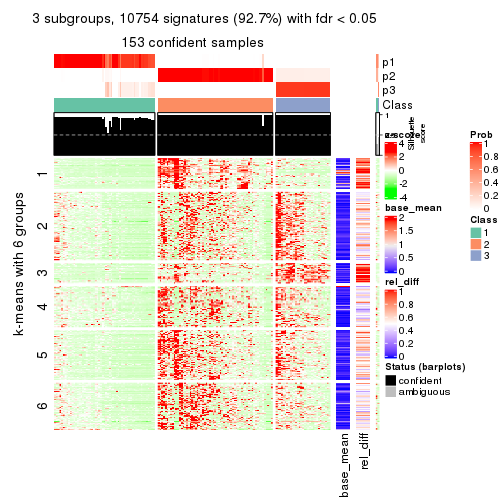 3 subgroups, 10754 signatures (92.7%) with fdr < 0.05
153 confident samples
p1
p2
p3
Class
1
Silhouette
score
z-score
4
2
-2
-4
Prob
1
0.8
0.6
0.4
0.2
0
Class
1
2
3
base_mean
2
1.5
1
0.5
0
rel_diff
1
0.8
0.6
0.4
0.2
0
Status (barplots)
confident
ambiguous
k-means with 6 groups
1
2
3
4
5
6
base_mean
rel_diff